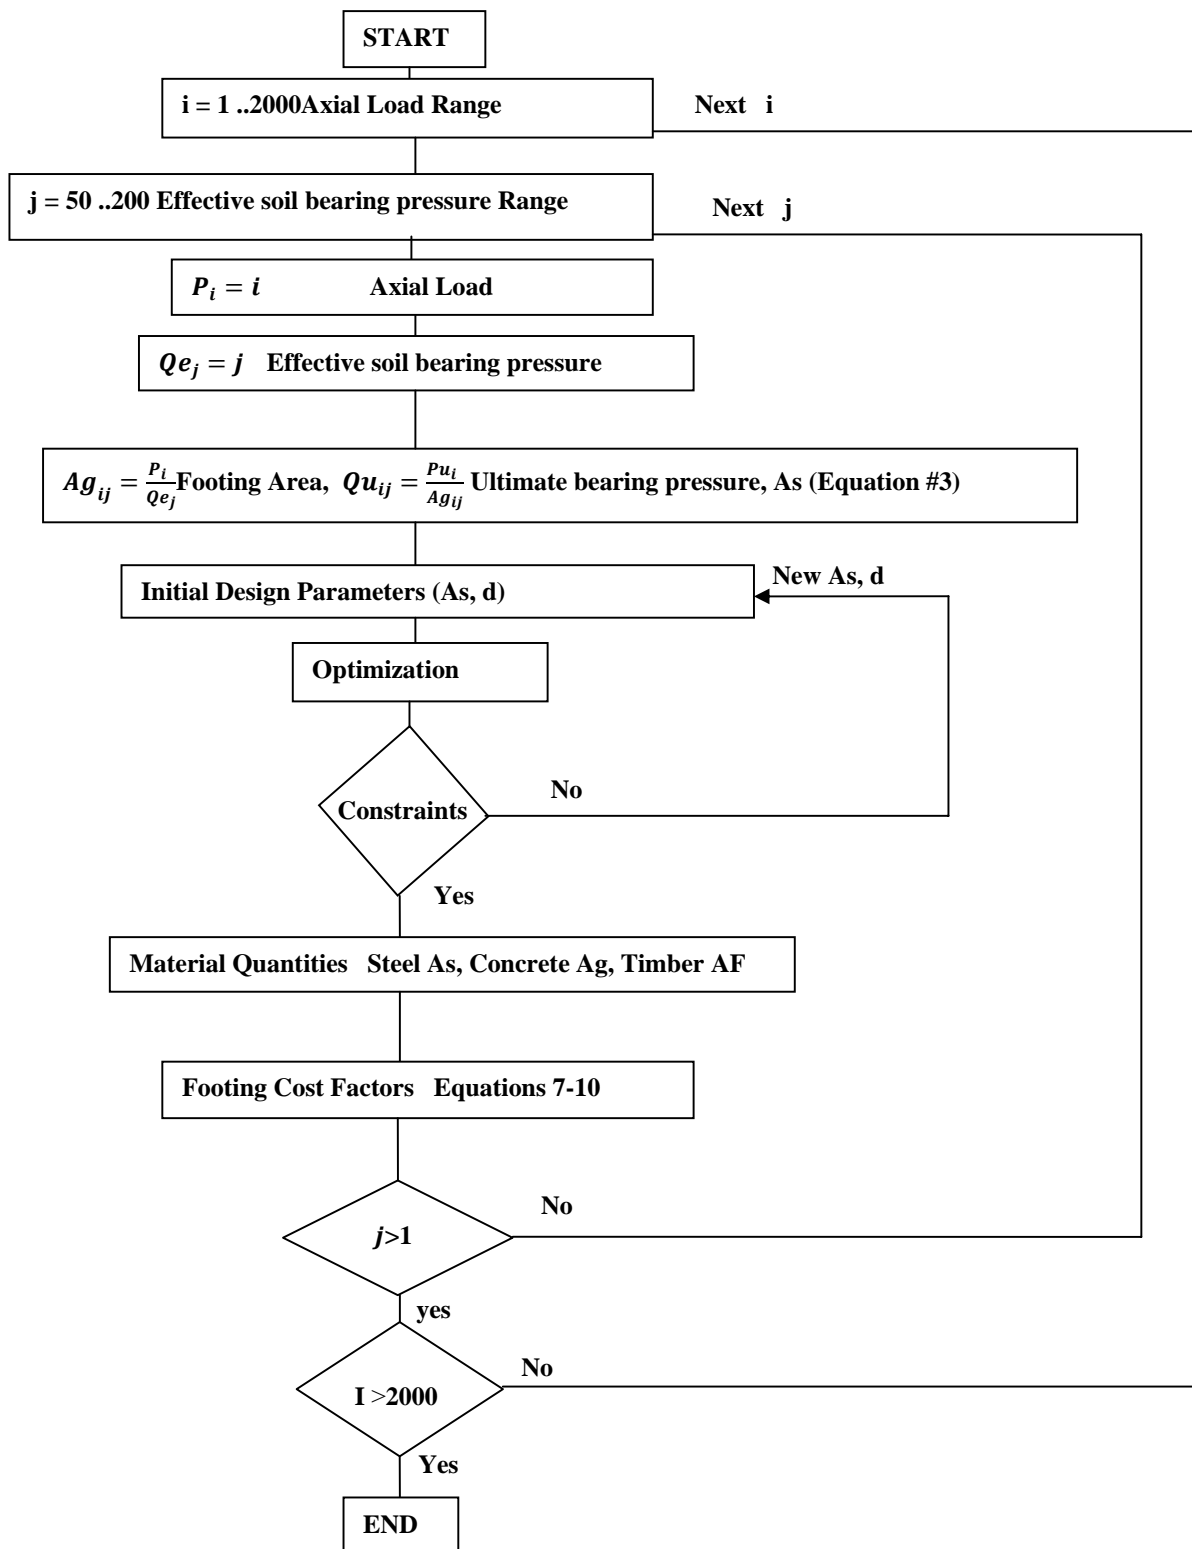 START
i = 1 ..2000Axial Load Range
Next i
j = 50 ..200 Effective soil bearing pressure Range
Next j
P_i = i Axial Load
Qe_j = j Effective soil bearing pressure
Ag_ij = P_i/Qe_j Footing Area, Qu_ij = Pu_i/Ag_ij Ultimate bearing pressure, As (Equation #3)
New As, d
Initial Design Parameters (As, d)
Optimization
Constraints
No
Yes
Material Quantities Steel As, Concrete Ag, Timber AF
Footing Cost Factors Equations 7-10
j>1
No
yes
I >2000
No
Yes
END